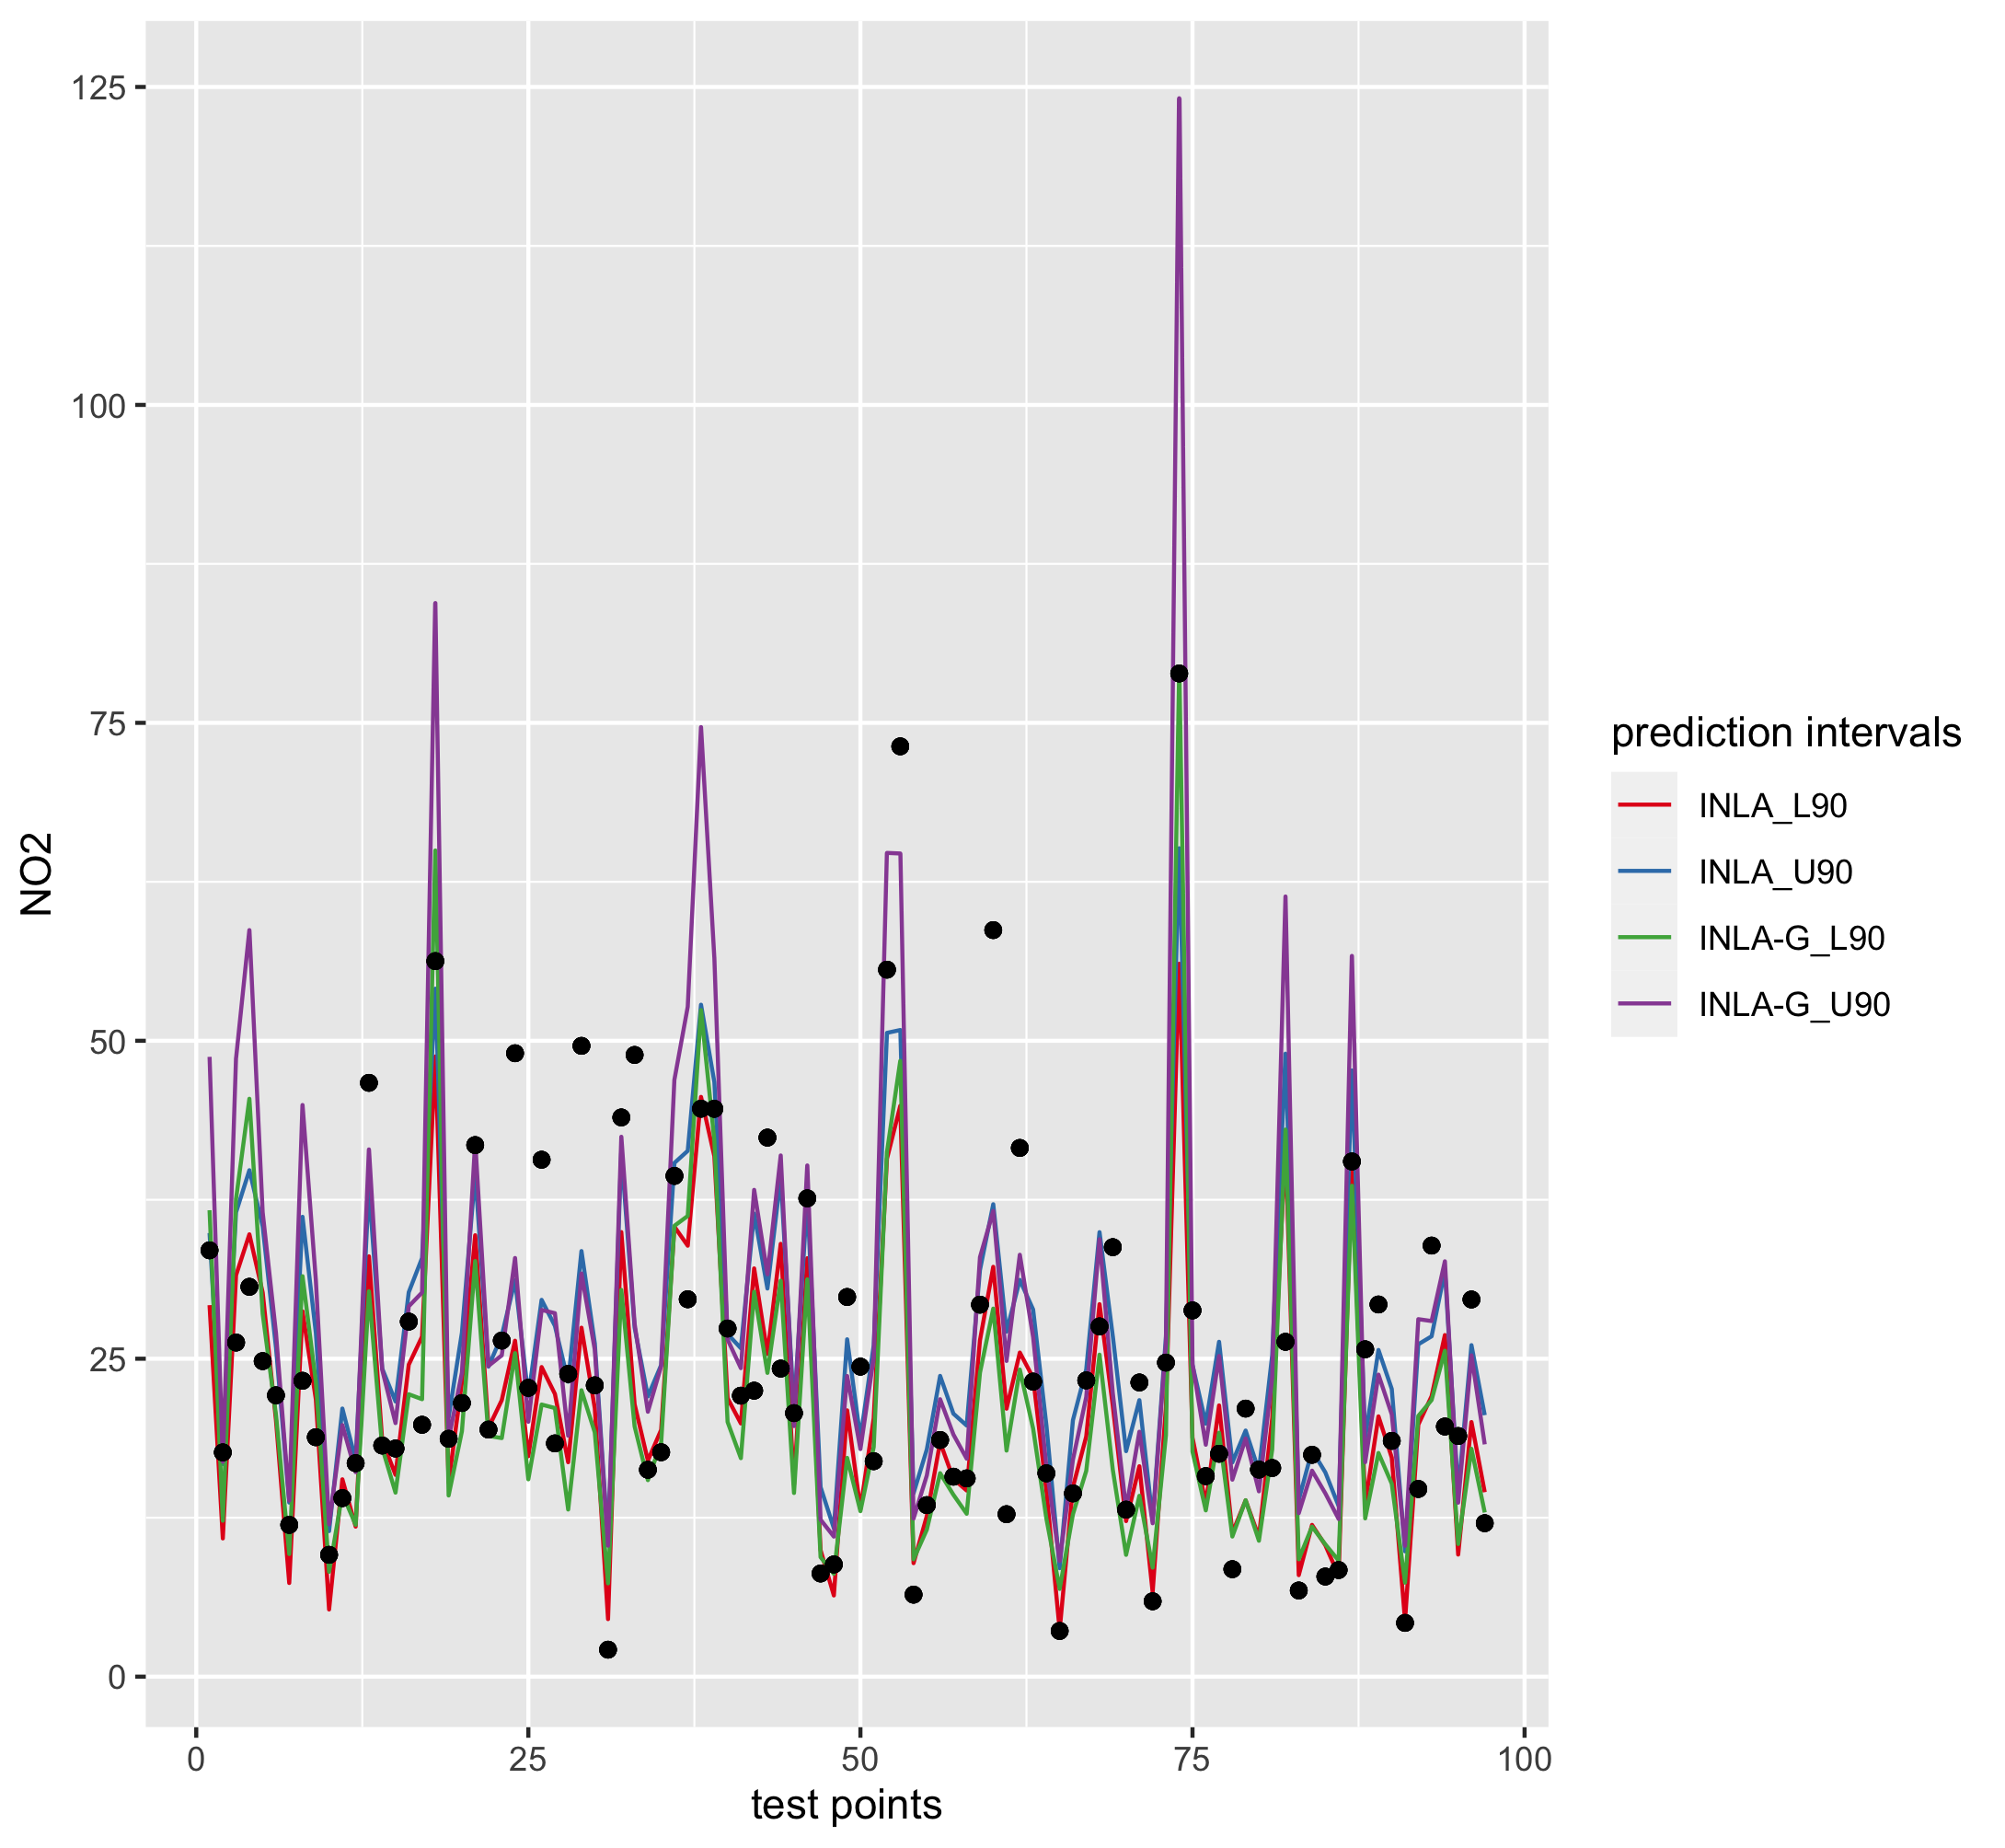 125
100
75
50
25
0
NO2
0 25 50 75 100
test points
prediction intervals
INLA_L90
INLA_U90
INLA-G_L90
INLA-G_U90